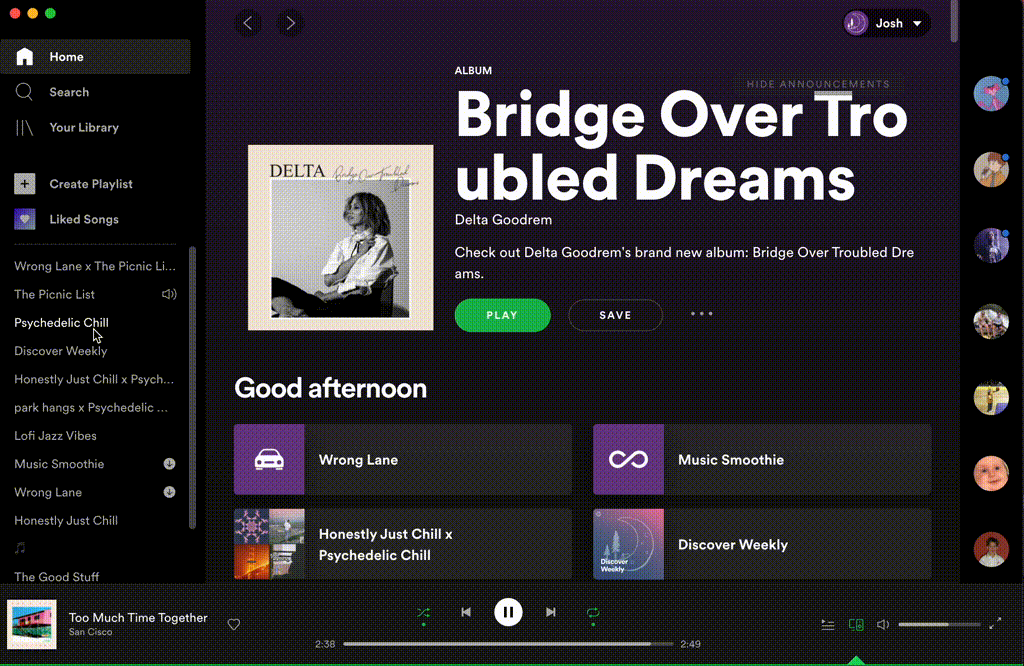 Home
Search
Your Library
Create Playlist
Liked Songs
Wrong Lane x The Picnic Li...
The Picnic List
Psychedelic Chill
Discover Weekly
Honestly Just Chill x Psych...
park hangs x Psychedelic ...
Lofi Jazz Vibes
Music Smoothie
Wrong Lane
Honestly Just Chill
The Good Stuff
Josh
ALBUM
HIDE ANNOUNCEMENTS
Bridge Over Tro
ubled Dreams
DELTA Bridge Over Troubled
Dreams
Delta Goodrem
Check out Delta Goodrem's brand new album: Bridge Over Troubled Dre
ams.
PLAY
SAVE
Good afternoon
Wrong Lane
Music Smoothie
Honestly Just Chill x
Psychedelic Chill
Discover
Weekly
Discover Weekly
Too Much Time Together
San Cisco
2:38
2:49